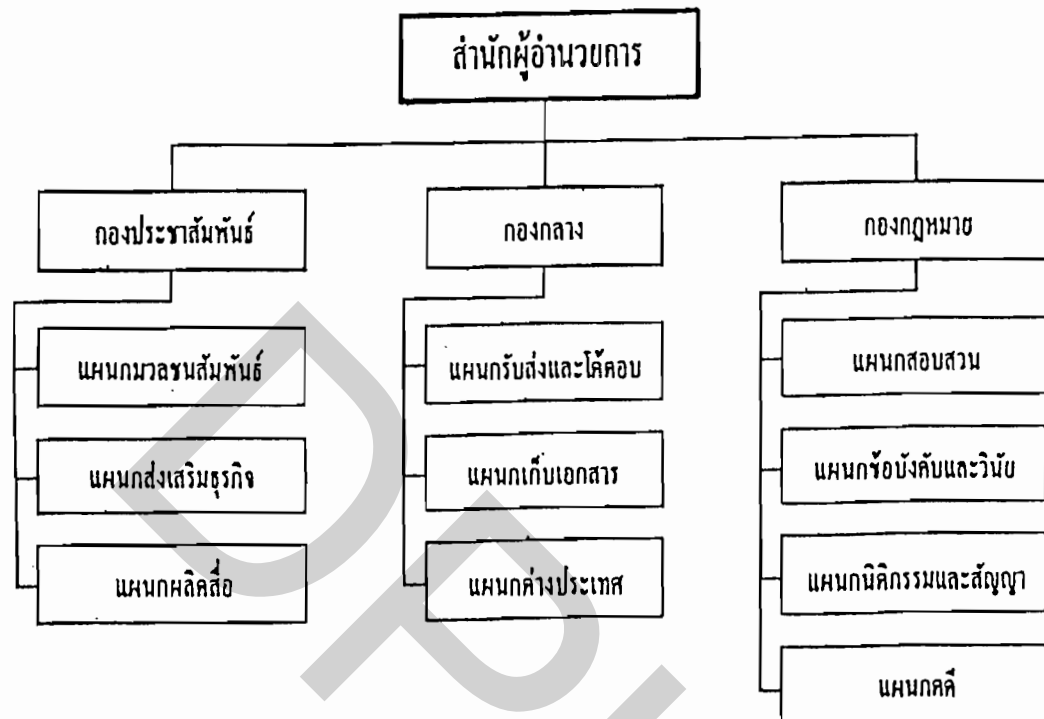 สำนักผู้อำนวยการ
กองประชาสัมพันธ์
กองกลาง
กองกฎหมาย
แผนกมวลชนสัมพันธ์
แผนกรับส่งและโต้ตอบ
แผนกสอบสวน
แผนกส่งเสริมธุรกิจ
แผนกเก็บเอกสาร
แผนกข้อบังคับและวินัย
แผนกผลิตสื่อ
แผนกต่างประเทศ
แผนกนิติกรรมและสัญญา
แผนกคดี